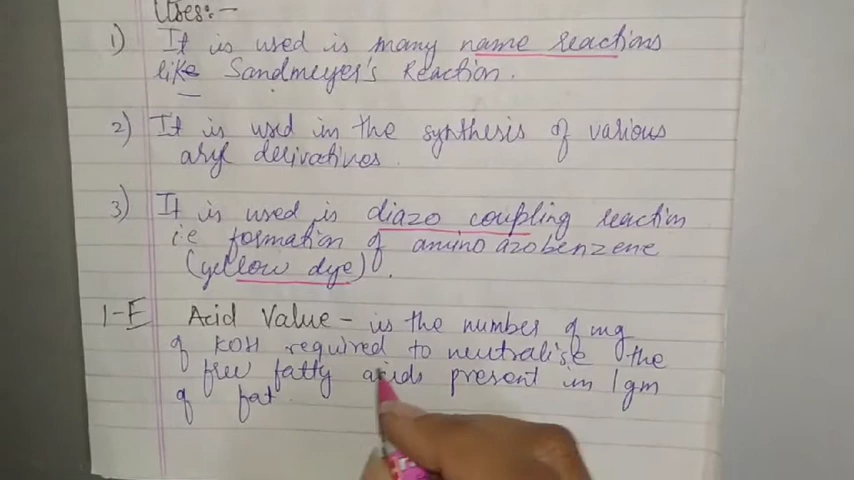 Uses:-
1) It is used is many name reactions
like Sandmeyer's Reaction.
2) It is used in the synthesis of various
aryl derivatives.
3) It is used is diazo coupling reaction
i.e formation of amino azobenzene
(yellow dye).
1-E Acid Value - is the number of mg
of KOH required to neutralise the
free fatty acids present in 1gm
of fat.